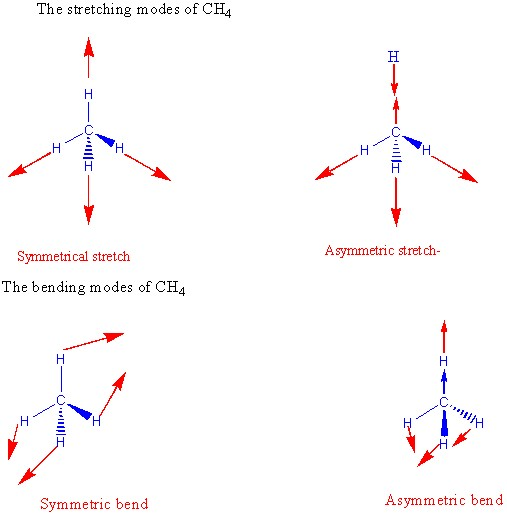 The stretching modes of CH4
H
H
C
H
H
H
H
C
H
H
H
Symmetrical stretch
Asymmetric stretch-
The bending modes of CH4
H
C
H
H
H
H
C
H
H
H
Symmetric bend
Asymmetric bend